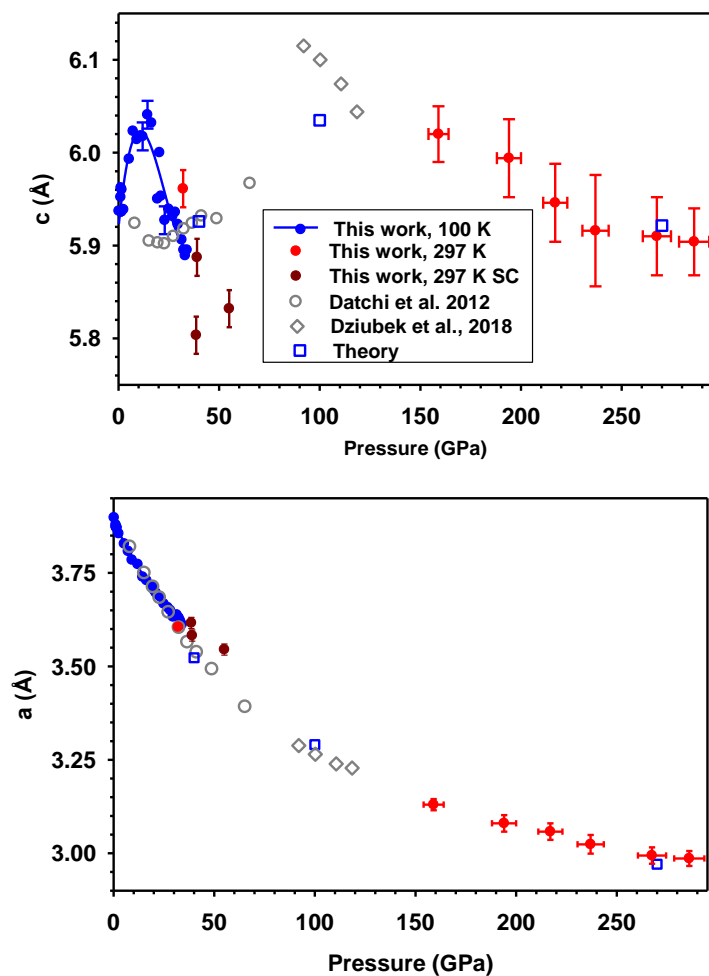 6.1
6.0
5.9
5.8
c (Å)
This work, 100 K
This work, 297 K
This work, 297 K SC
Datchi et al. 2012
Dziubek et al., 2018
Theory
0 50 100 150 200 250
Pressure (GPa)
3.75
3.50
3.25
3.00
a (Å)
0 50 100 150 200 250
Pressure (GPa)